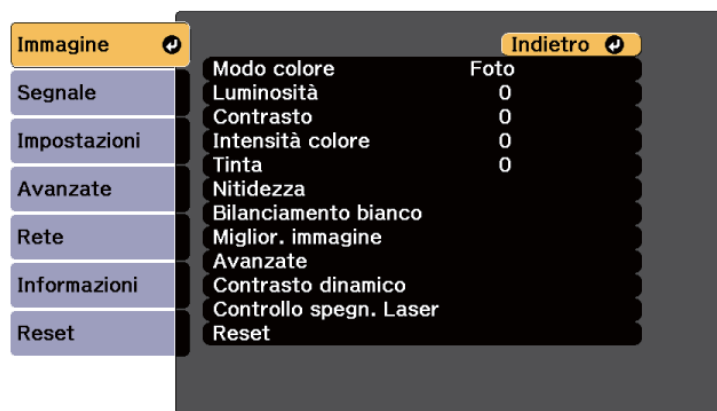 Immagine
Segnale
Impostazioni
Avanzate
Rete
Informazioni
Reset
Indietro
Modo colore Foto
Luminosità 0
Contrasto 0
Intensità colore 0
Tinta 0
Nitidezza
Bilanciamento bianco
Miglior. immagine
Avanzate
Contrasto dinamico
Controllo spegn. Laser
Reset